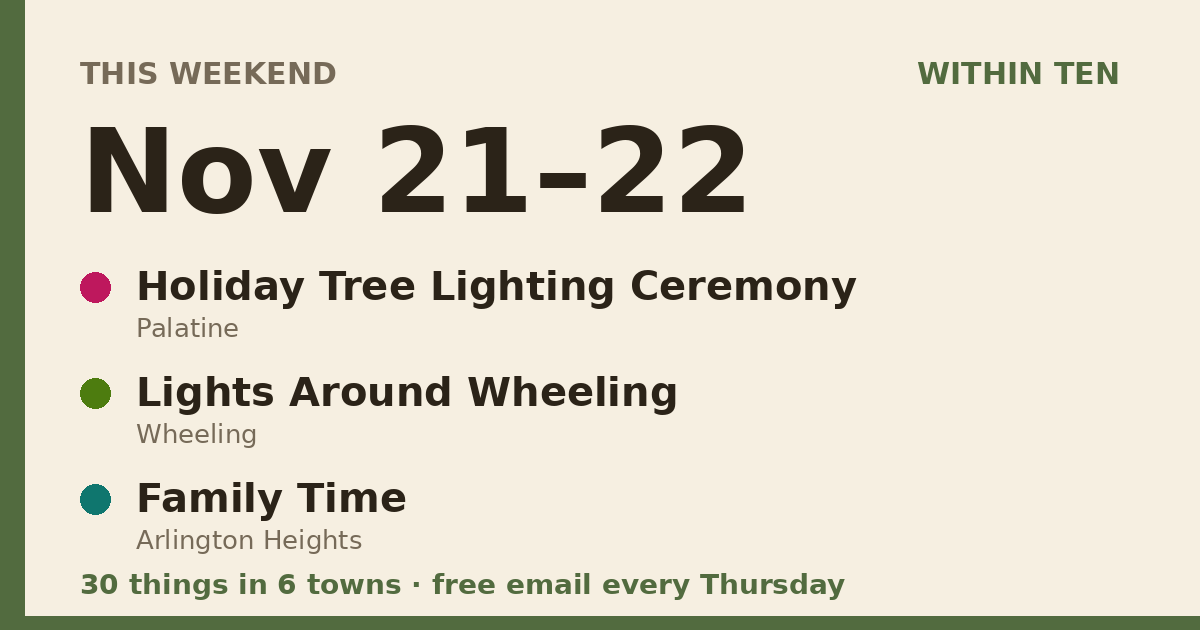 THIS WEEKEND
WITHIN TEN
Nov 21–22
Holiday Tree Lighting Ceremony
Palatine
Lights Around Wheeling
Wheeling
Family Time
Arlington Heights
30 things in 6 towns · free email every Thursday